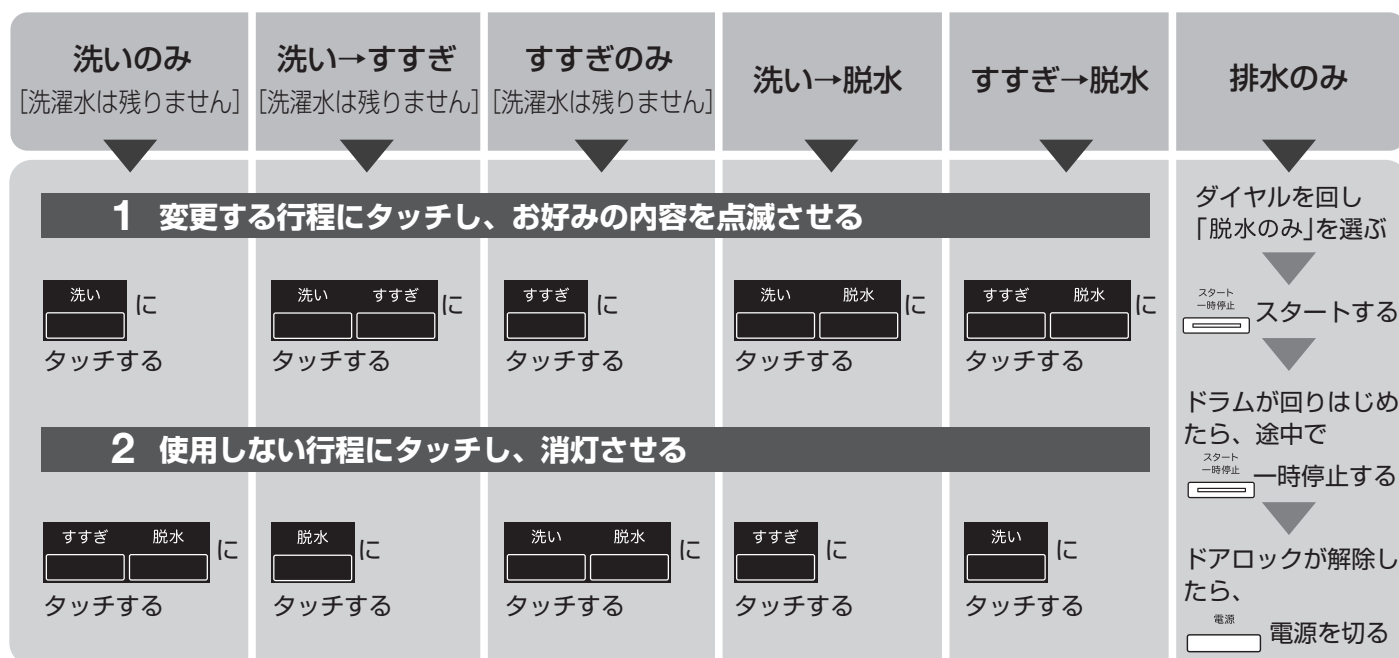 洗いのみ
[洗濯水は残りません]
洗い→すすぎ
[洗濯水は残りません]
すすぎのみ
[洗濯水は残りません]
洗い→脱水
すすぎ→脱水
排水のみ
1 変更する行程にタッチし、お好みの内容を点滅させる
洗い に
タッチする
洗い すすぎ に
タッチする
すすぎ に
タッチする
洗い 脱水 に
タッチする
すすぎ 脱水 に
タッチする
2 使用しない行程にタッチし、消灯させる
すすぎ 脱水 に
タッチする
脱水 に
タッチする
洗い 脱水 に
タッチする
すすぎ に
タッチする
洗い に
タッチする
ダイヤルを回し
「脱水のみ」を選ぶ
スタート
一時停止 スタートする
ドラムが回りはじめ
たら、途中で
スタート
一時停止 一時停止する
ドアロックが解除し
たら、
電源 電源を切る